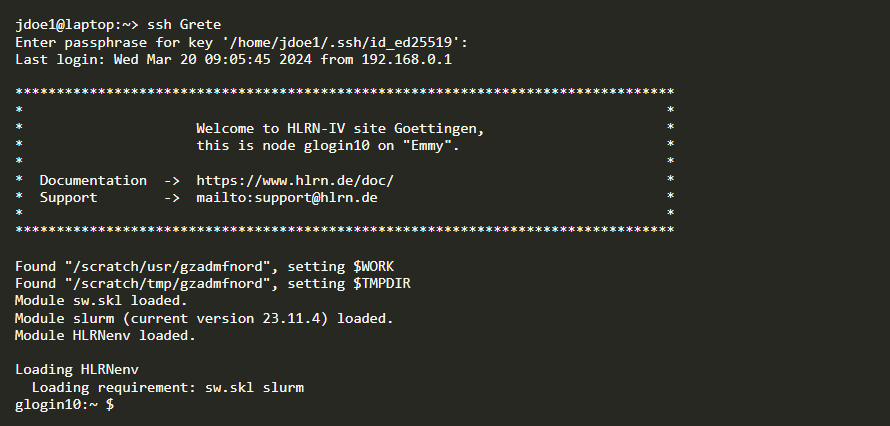 jdoe1@laptop:~> ssh Grete
Enter passphrase for key '/home/jdoe1/.ssh/id_ed25519':
Last login: Wed Mar 20 09:05:45 2024 from 192.168.0.1

********************************************************************************
*                                                                              *
*                     Welcome to HLRN-IV site Goettingen,                      *
*                     this is node glogin10 on "Emmy".                         *
*                                                                              *
*  Documentation  ->  https://www.hlrn.de/doc/                                 *
*  Support        ->  mailto:support@hlrn.de                                   *
*                                                                              *
********************************************************************************

Found "/scratch/usr/gzadmfnord", setting $WORK
Found "/scratch/tmp/gzadmfnord", setting $TMPDIR
Module sw.skl loaded.
Module slurm (current version 23.11.4) loaded.
Module HLRNenv loaded.

Loading HLRNenv
  Loading requirement: sw.skl slurm
glogin10:~ $